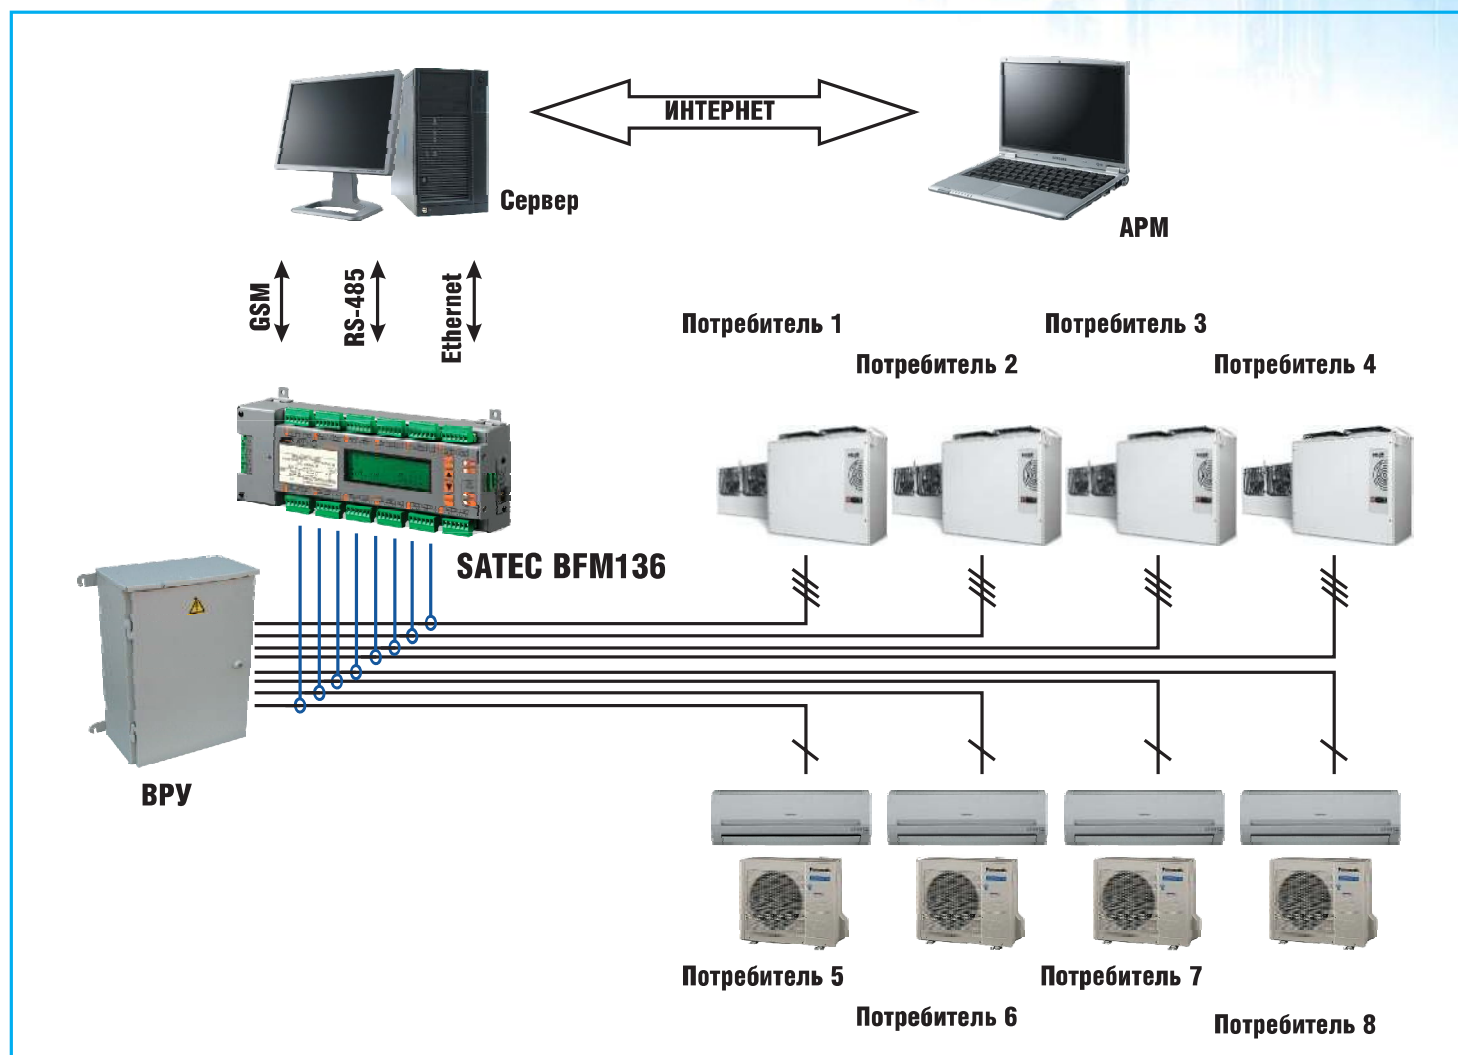 ИНТЕРНЕТ
Сервер
АРМ
GSM
RS-485
Ethernet
Потребитель 1
Потребитель 3
Потребитель 2
Потребитель 4
SATEC BFM136
ВРУ
Потребитель 5
Потребитель 7
Потребитель 6
Потребитель 8